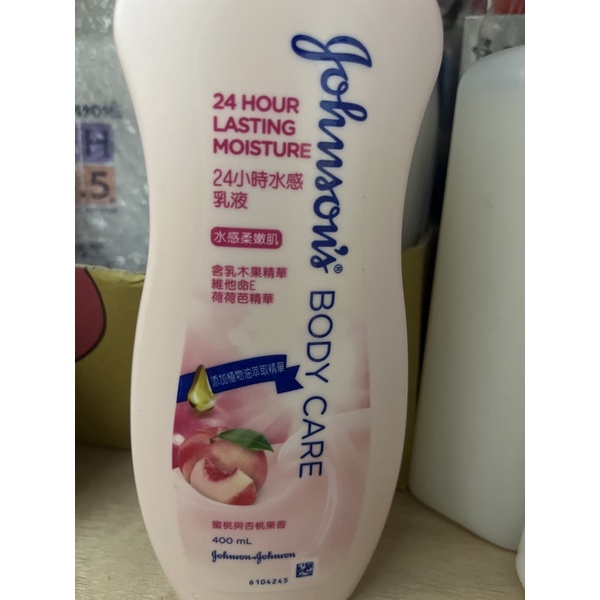 Johnson's® BODY CARE
24 HOUR
LASTING
MOISTURE
24小時水感
乳液
水感柔嫩肌
含乳木果精華
維他命E
荷荷芭精華
添加植物油萃取精華
蜜桃與杏桃果香
400 mL
Johnson&Johnson
6104245
H
.5.